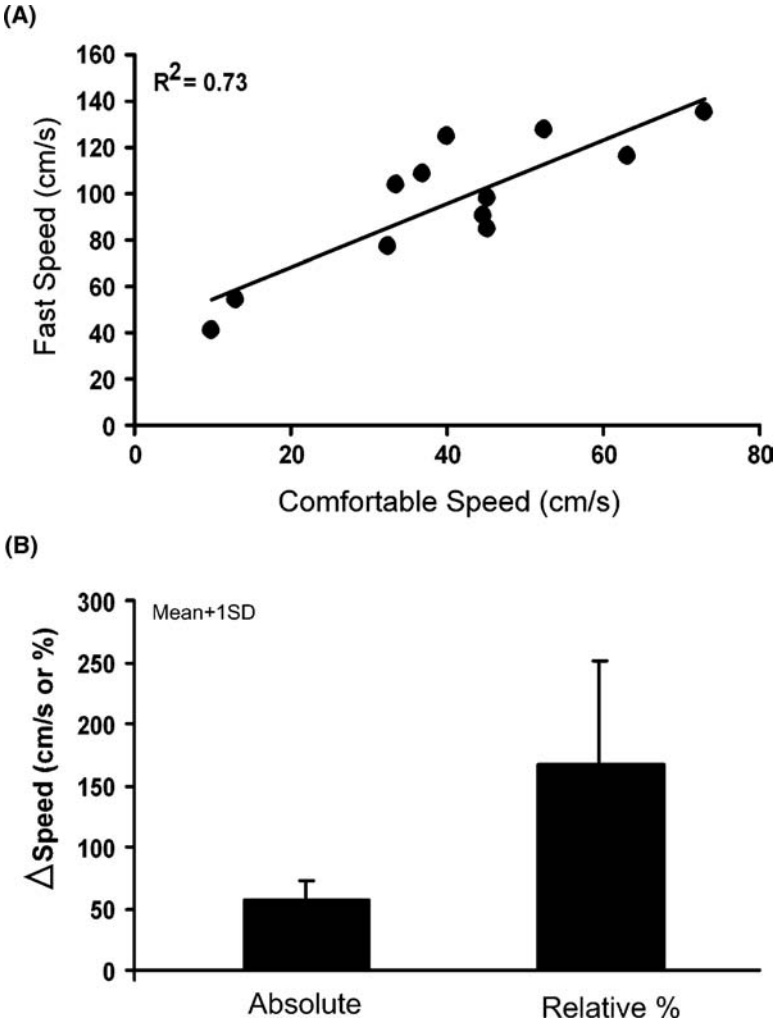 (A)
160
R2= 0.73
140
120
100
80
60
40
20
0
Fast Speed (cm/s)
0 20 40 60 80
Comfortable Speed (cm/s)
(B)
300
Mean+1SD
250
200
150
100
50
0
△Speed (cm/s or %)
Absolute Relative %